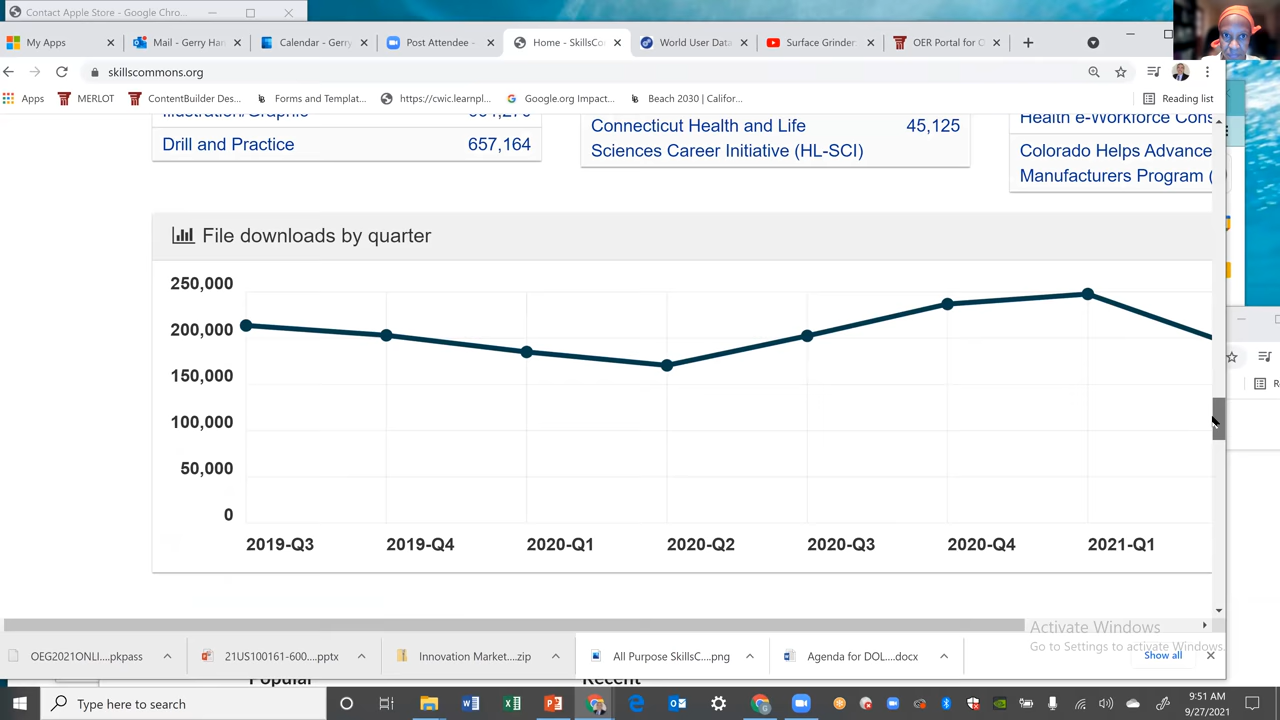 Contact Apple Store - Google Chro...
My Apps
Mail - Gerry Han
Calendar - Gerry
Post Attendee
Home - SkillsCo
World User Data
Surface Grinder
OER Portal for C
skillscommons.org
Apps
MERLOT
ContentBuilder Des...
Forms and Templat...
https://cwic.learnpl...
Google.org Impact...
Beach 2030 | Califor...
Reading list
Illustration/Graphic
Drill and Practice
657,164
Connecticut Health and Life
Sciences Career Initiative (HL-SCI)
45,125
Health e-Workforce Cons
Colorado Helps Advance
Manufacturers Program (
File downloads by quarter
250,000
200,000
150,000
100,000
50,000
0
2019-Q3
2019-Q4
2020-Q1
2020-Q2
2020-Q3
2020-Q4
2021-Q1
Activate Windows
Go to Settings to activate Windows.
OEG2021ONLI....pkpass
21US100161-600....pptx
Innovative Market....zip
All Purpose SkillsC....png
Agenda for DOL....docx
Show all
Popular
Recent
Type here to search
9:51 AM
9/27/2021